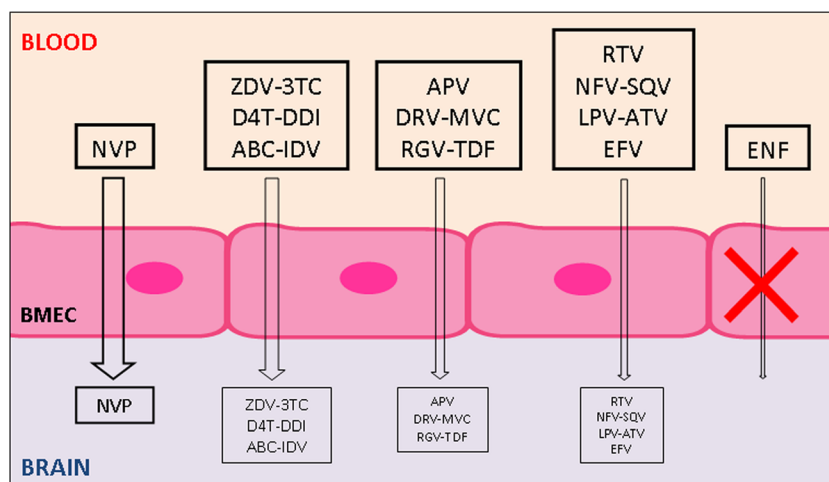 BLOOD
NVP
ZDV-3TC
D4T-DDI
ABC-IDV
APV
DRV-MVC
RGV-TDF
RTV
NFV-SQV
LPV-ATV
EFV
ENF
BMEC
NVP
ZDV-3TC
D4T-DDI
ABC-IDV
APV
DRV-MVC
RGV-TDF
RTV
NFV-SQV
LPV-ATV
EFV
BRAIN